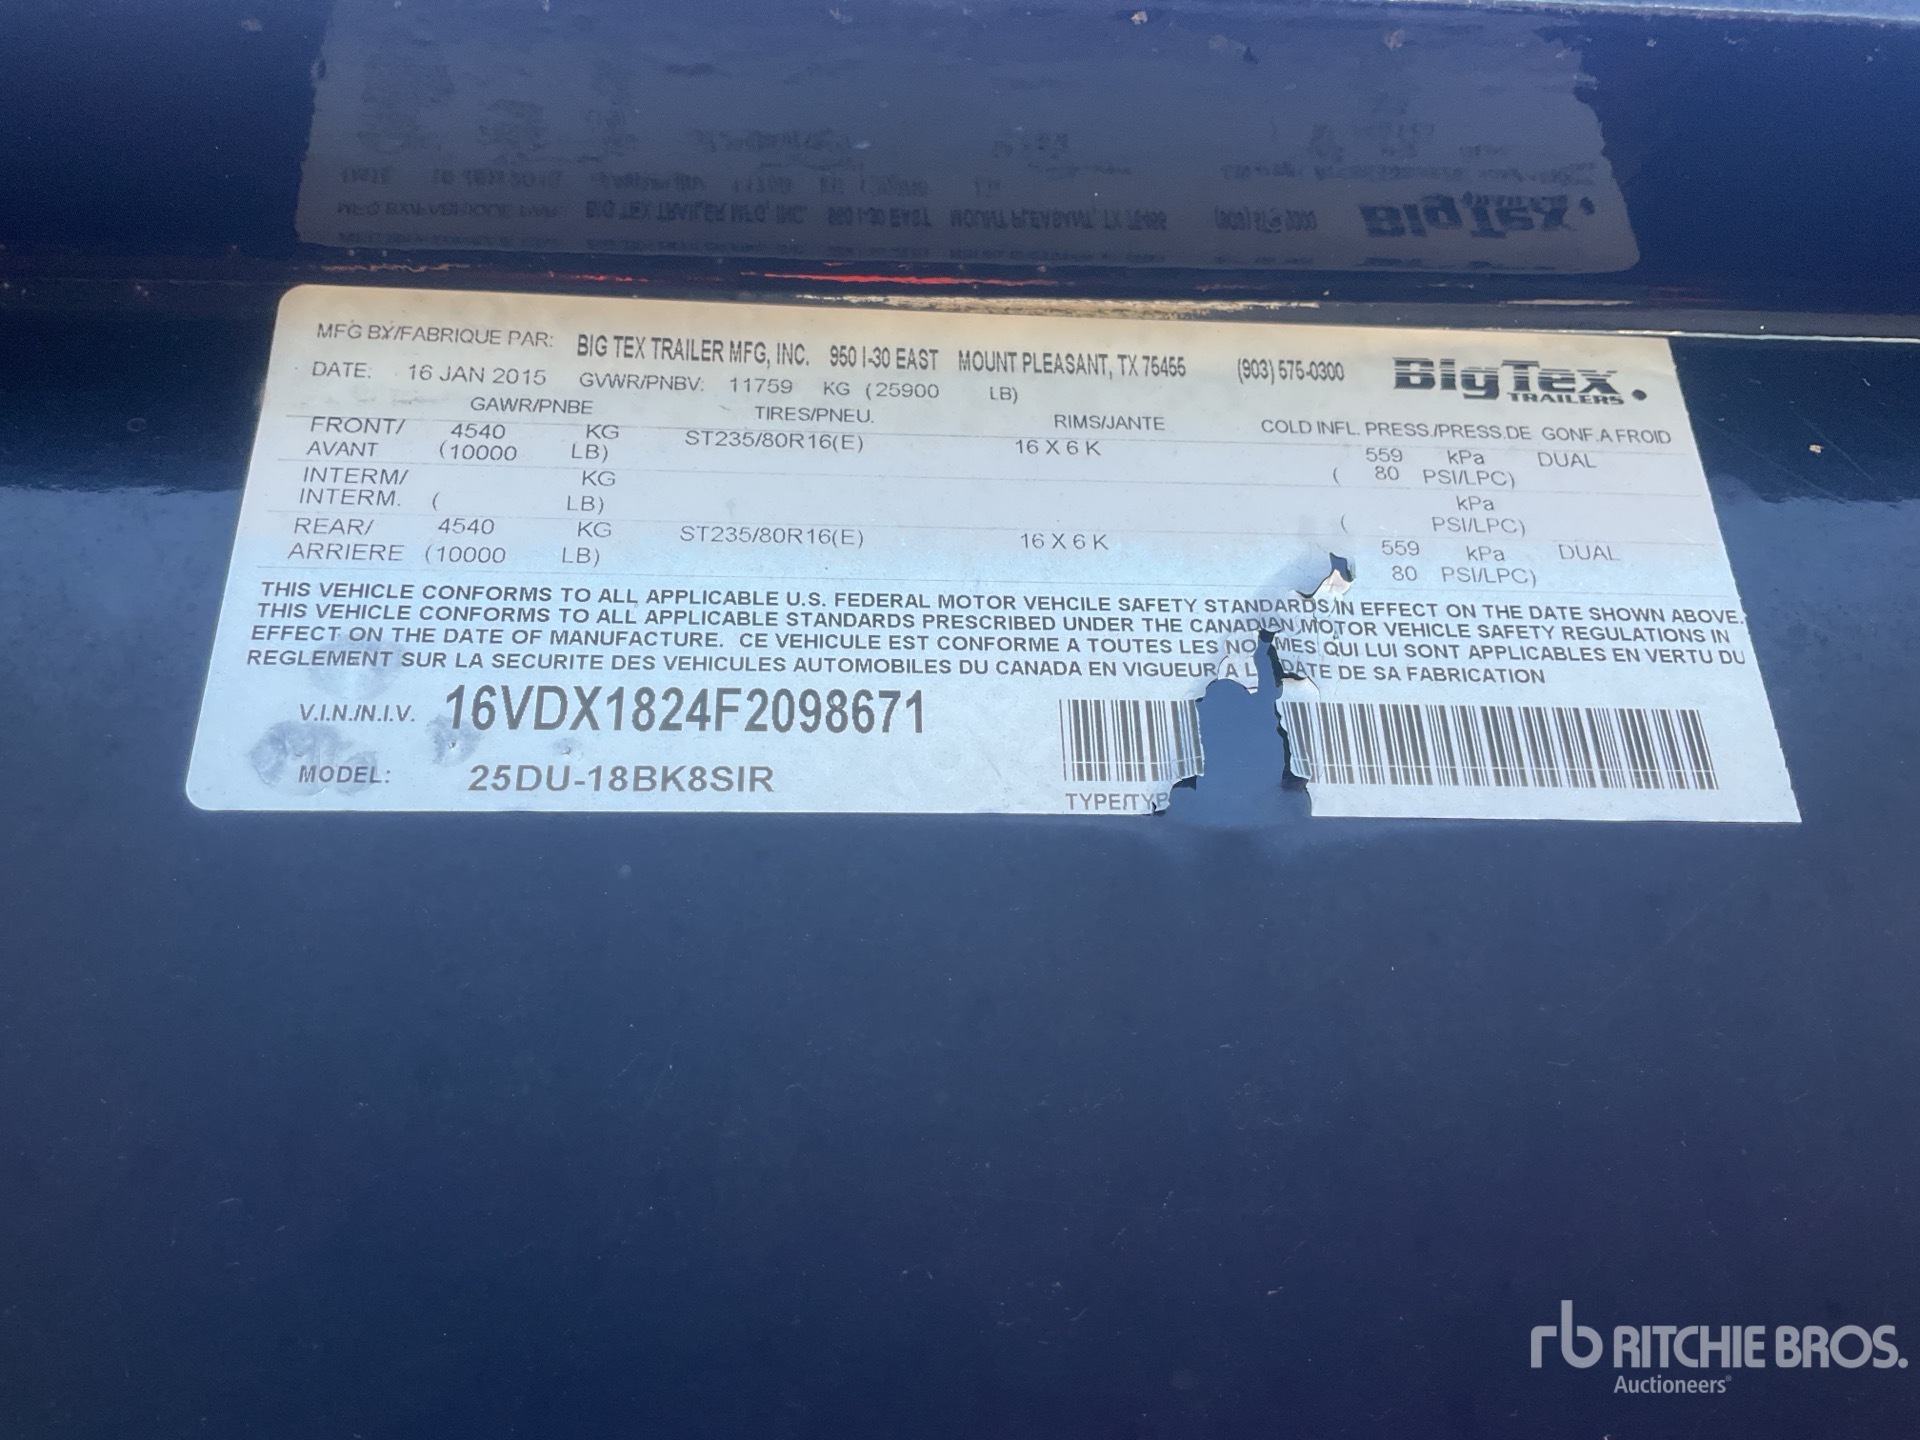 MFG BY/FABRIQUE PAR: BIG TEX TRAILER MFG, INC. 950 I-30 EAST MOUNT PLEASANT, TX 75455 (903) 575-0300 BigTex
TRAILERS
DATE: 16 JAN 2015 GVWR/PNBV: 11759 KG (25900 LB)
GAWR/PNBE TIRES/PNEU. RIMS/JANTE COLD INFL. PRESS./PRESS.DE GONF.A FROID
FRONT/ 4540 KG ST235/80R16(E) 16 X 6 K 559 kPa DUAL
AVANT (10000 LB) ( 80 PSI/LPC)
INTERM/ KG kPa
INTERM. ( LB) ( PSI/LPC)
REAR/ 4540 KG ST235/80R16(E) 16 X 6 K 559 kPa DUAL
ARRIERE (10000 LB) 80 PSI/LPC)
THIS VEHICLE CONFORMS TO ALL APPLICABLE U.S. FEDERAL MOTOR VEHCILE SAFETY STANDARDS IN EFFECT ON THE DATE SHOWN ABOVE.
THIS VEHICLE CONFORMS TO ALL APPLICABLE STANDARDS PRESCRIBED UNDER THE CANADIAN MOTOR VEHICLE SAFETY REGULATIONS IN
EFFECT ON THE DATE OF MANUFACTURE. CE VEHICULE EST CONFORME A TOUTES LES NO MES QUI LUI SONT APPLICABLES EN VERTU DU
REGLEMENT SUR LA SECURITE DES VEHICULES AUTOMOBILES DU CANADA EN VIGUEUR A L DATE DE SA FABRICATION
V.I.N./N.I.V. 16VDX1824F2098671
MODEL: 25DU-18BK8SIR
TYPE/TYP
rb RITCHIE BROS.
Auctioneers